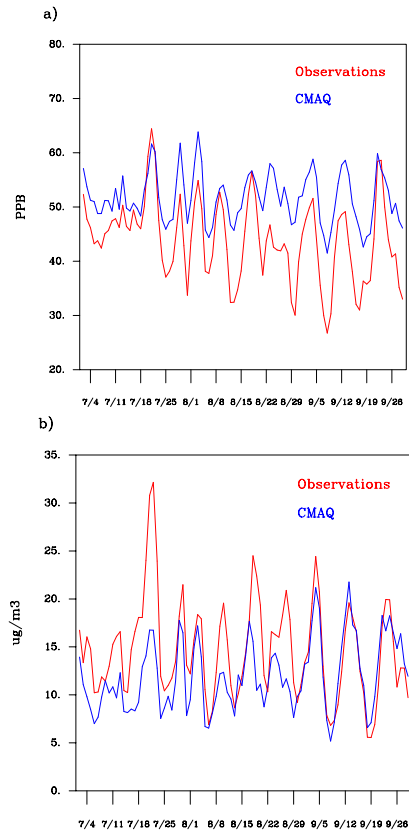 a)
80.
70.
60.
50.
40.
30.
20.
PPB
Observations
CMAQ
7/4 7/11 7/18 7/25 8/1 8/8 8/15 8/22 8/29 9/5 9/12 9/19 9/26
b)
35.
30.
25.
20.
15.
10.
5.
0.
ug/m3
Observations
CMAQ
7/4 7/11 7/18 7/25 8/1 8/8 8/15 8/22 8/29 9/5 9/12 9/19 9/26